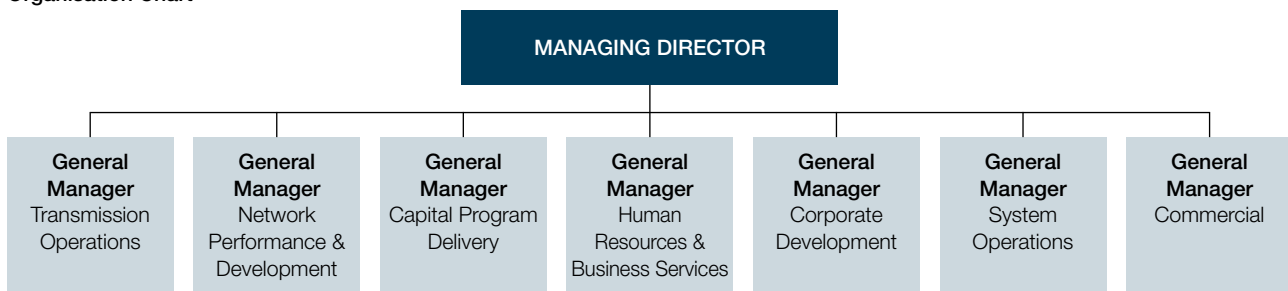 Organisation Chart
MANAGING DIRECTOR
General
Manager
Transmission
Operations
General
Manager
Network
Performance &
Development
General
Manager
Capital Program
Delivery
General
Manager
Human
Resources &
Business Services
General
Manager
Corporate
Development
General
Manager
System
Operations
General
Manager
Commercial